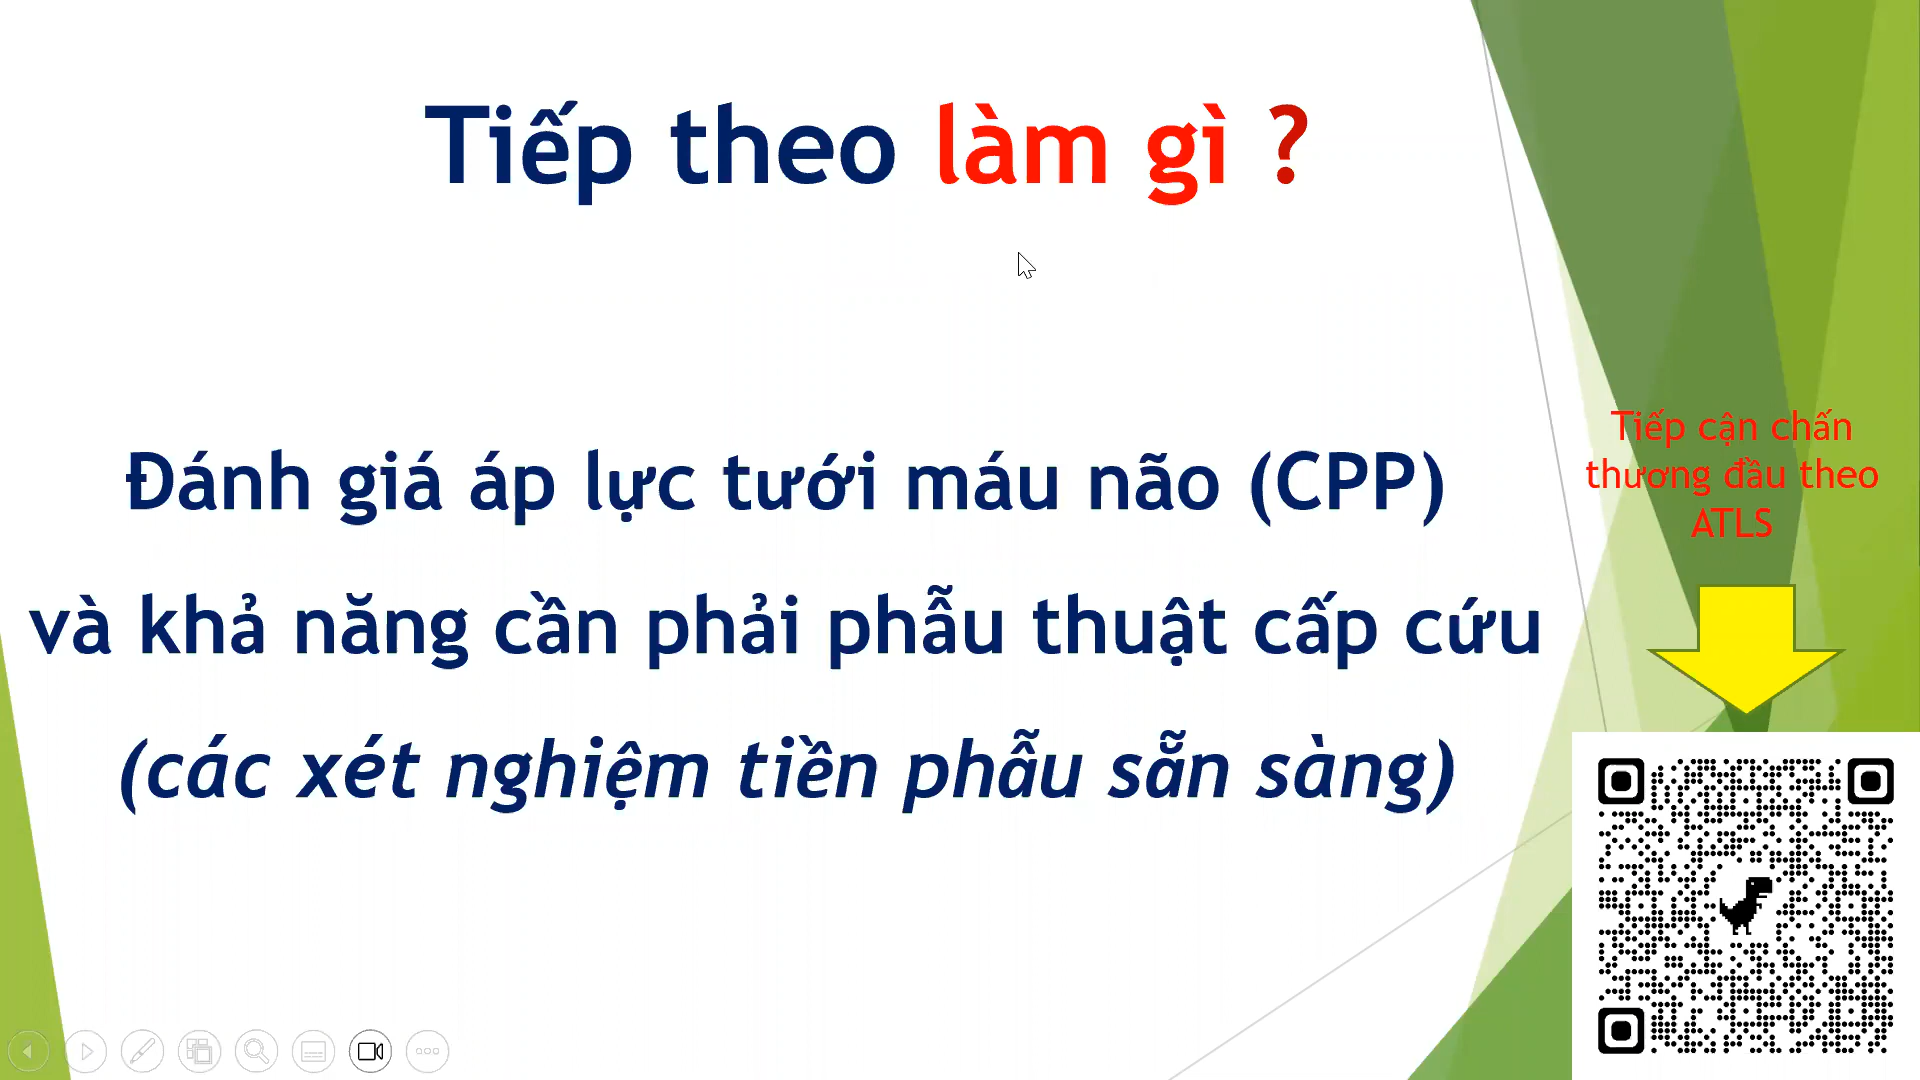 Tiếp theo làm gì ?
Đánh giá áp lực tưới máu não (CPP)
và khả năng cần phải phẫu thuật cấp cứu
(các xét nghiệm tiền phẫu sẵn sàng)
Tiếp cận chấn
thương đầu theo
ATLS